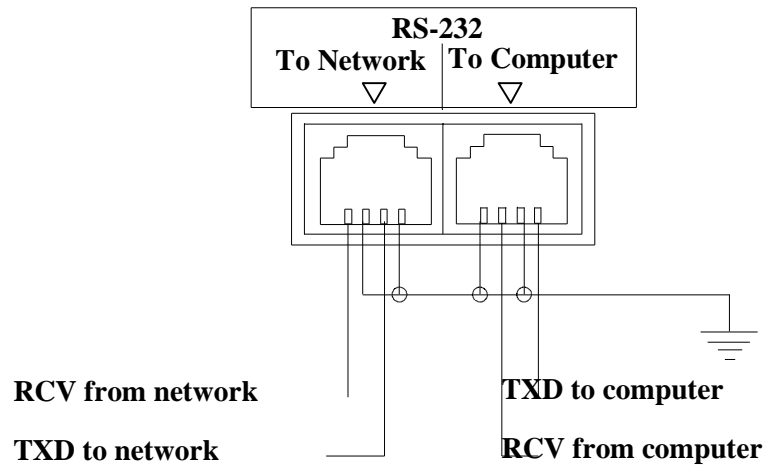 RS-232
To Network To Computer
RCV from network
TXD to computer
TXD to network
RCV from computer